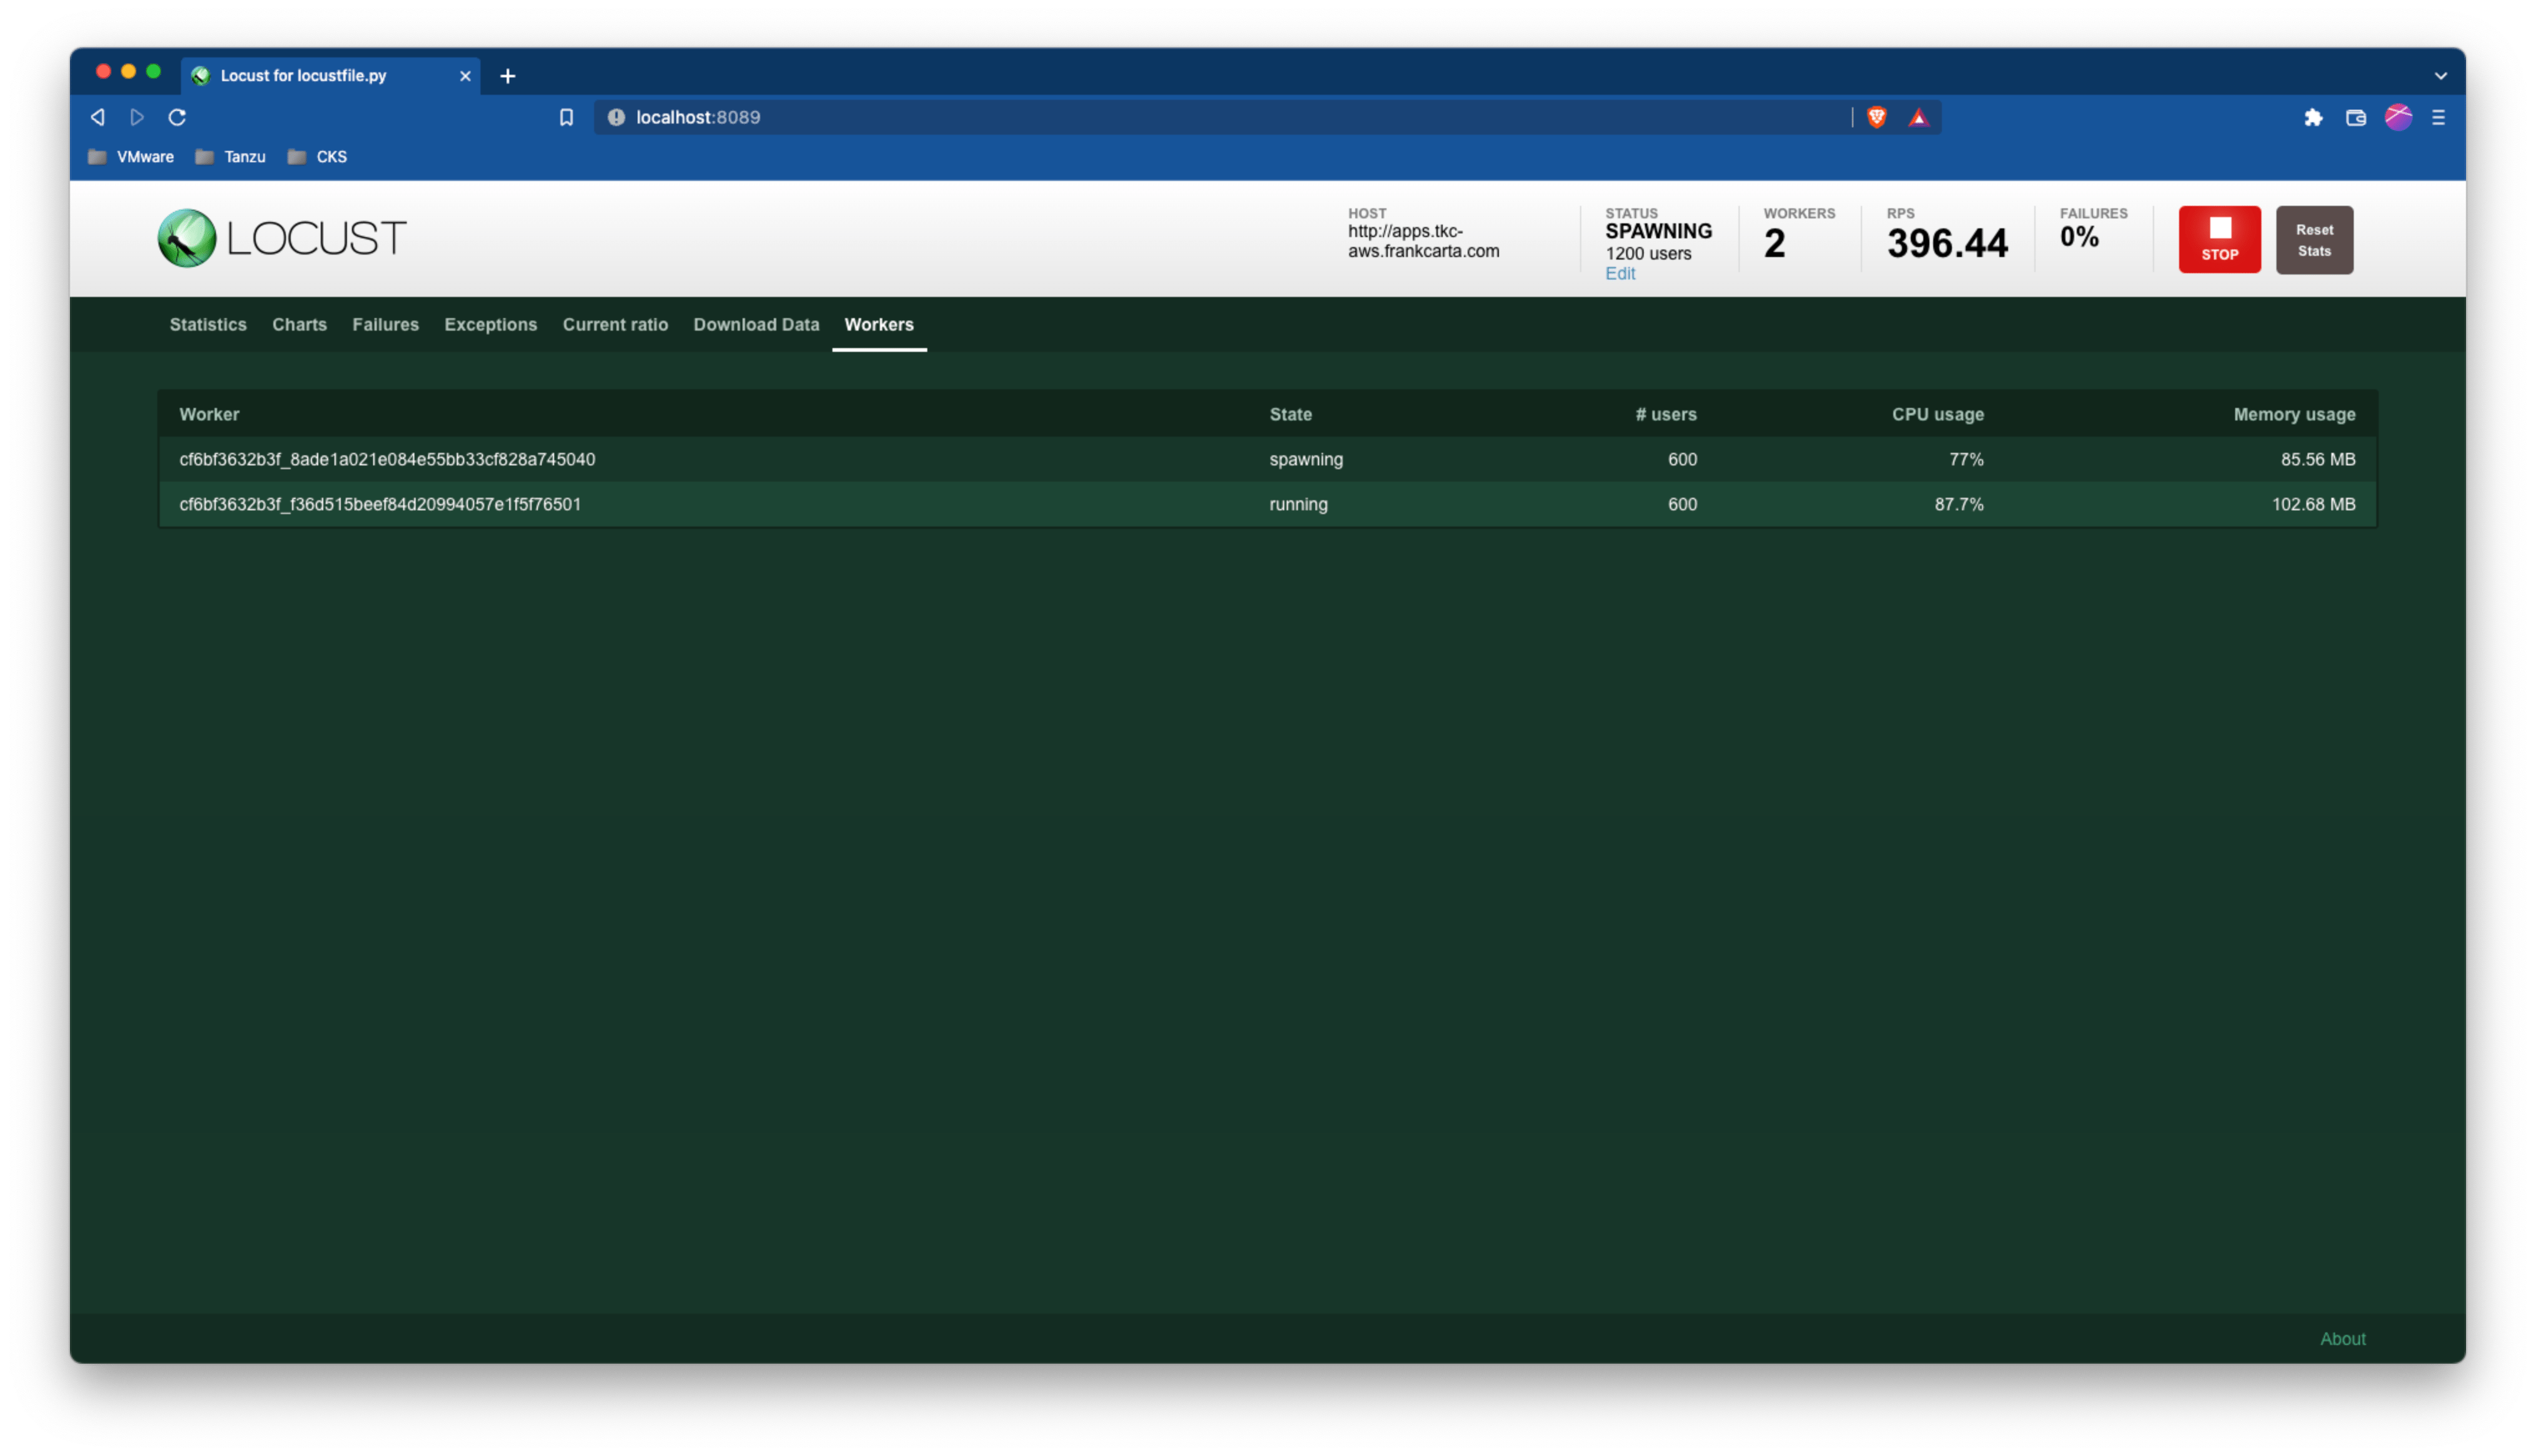 Locust for locustfile.py
localhost:8089
VMware Tanzu CKS
LOCUST
HOST
http://apps.tkc-
aws.frankcarta.com
STATUS
SPAWNING
1200 users
Edit
WORKERS
2
RPS
396.44
FAILURES
0%
STOP
Reset
Stats
Statistics Charts Failures Exceptions Current ratio Download Data Workers
Worker State # users CPU usage Memory usage
cf6bf3632b3f_8ade1a021e084e55bb33cf828a745040 spawning 600 77% 85.56 MB
cf6bf3632b3f_f36d515beef84d20994057e1f5f76501 running 600 87.7% 102.68 MB
About